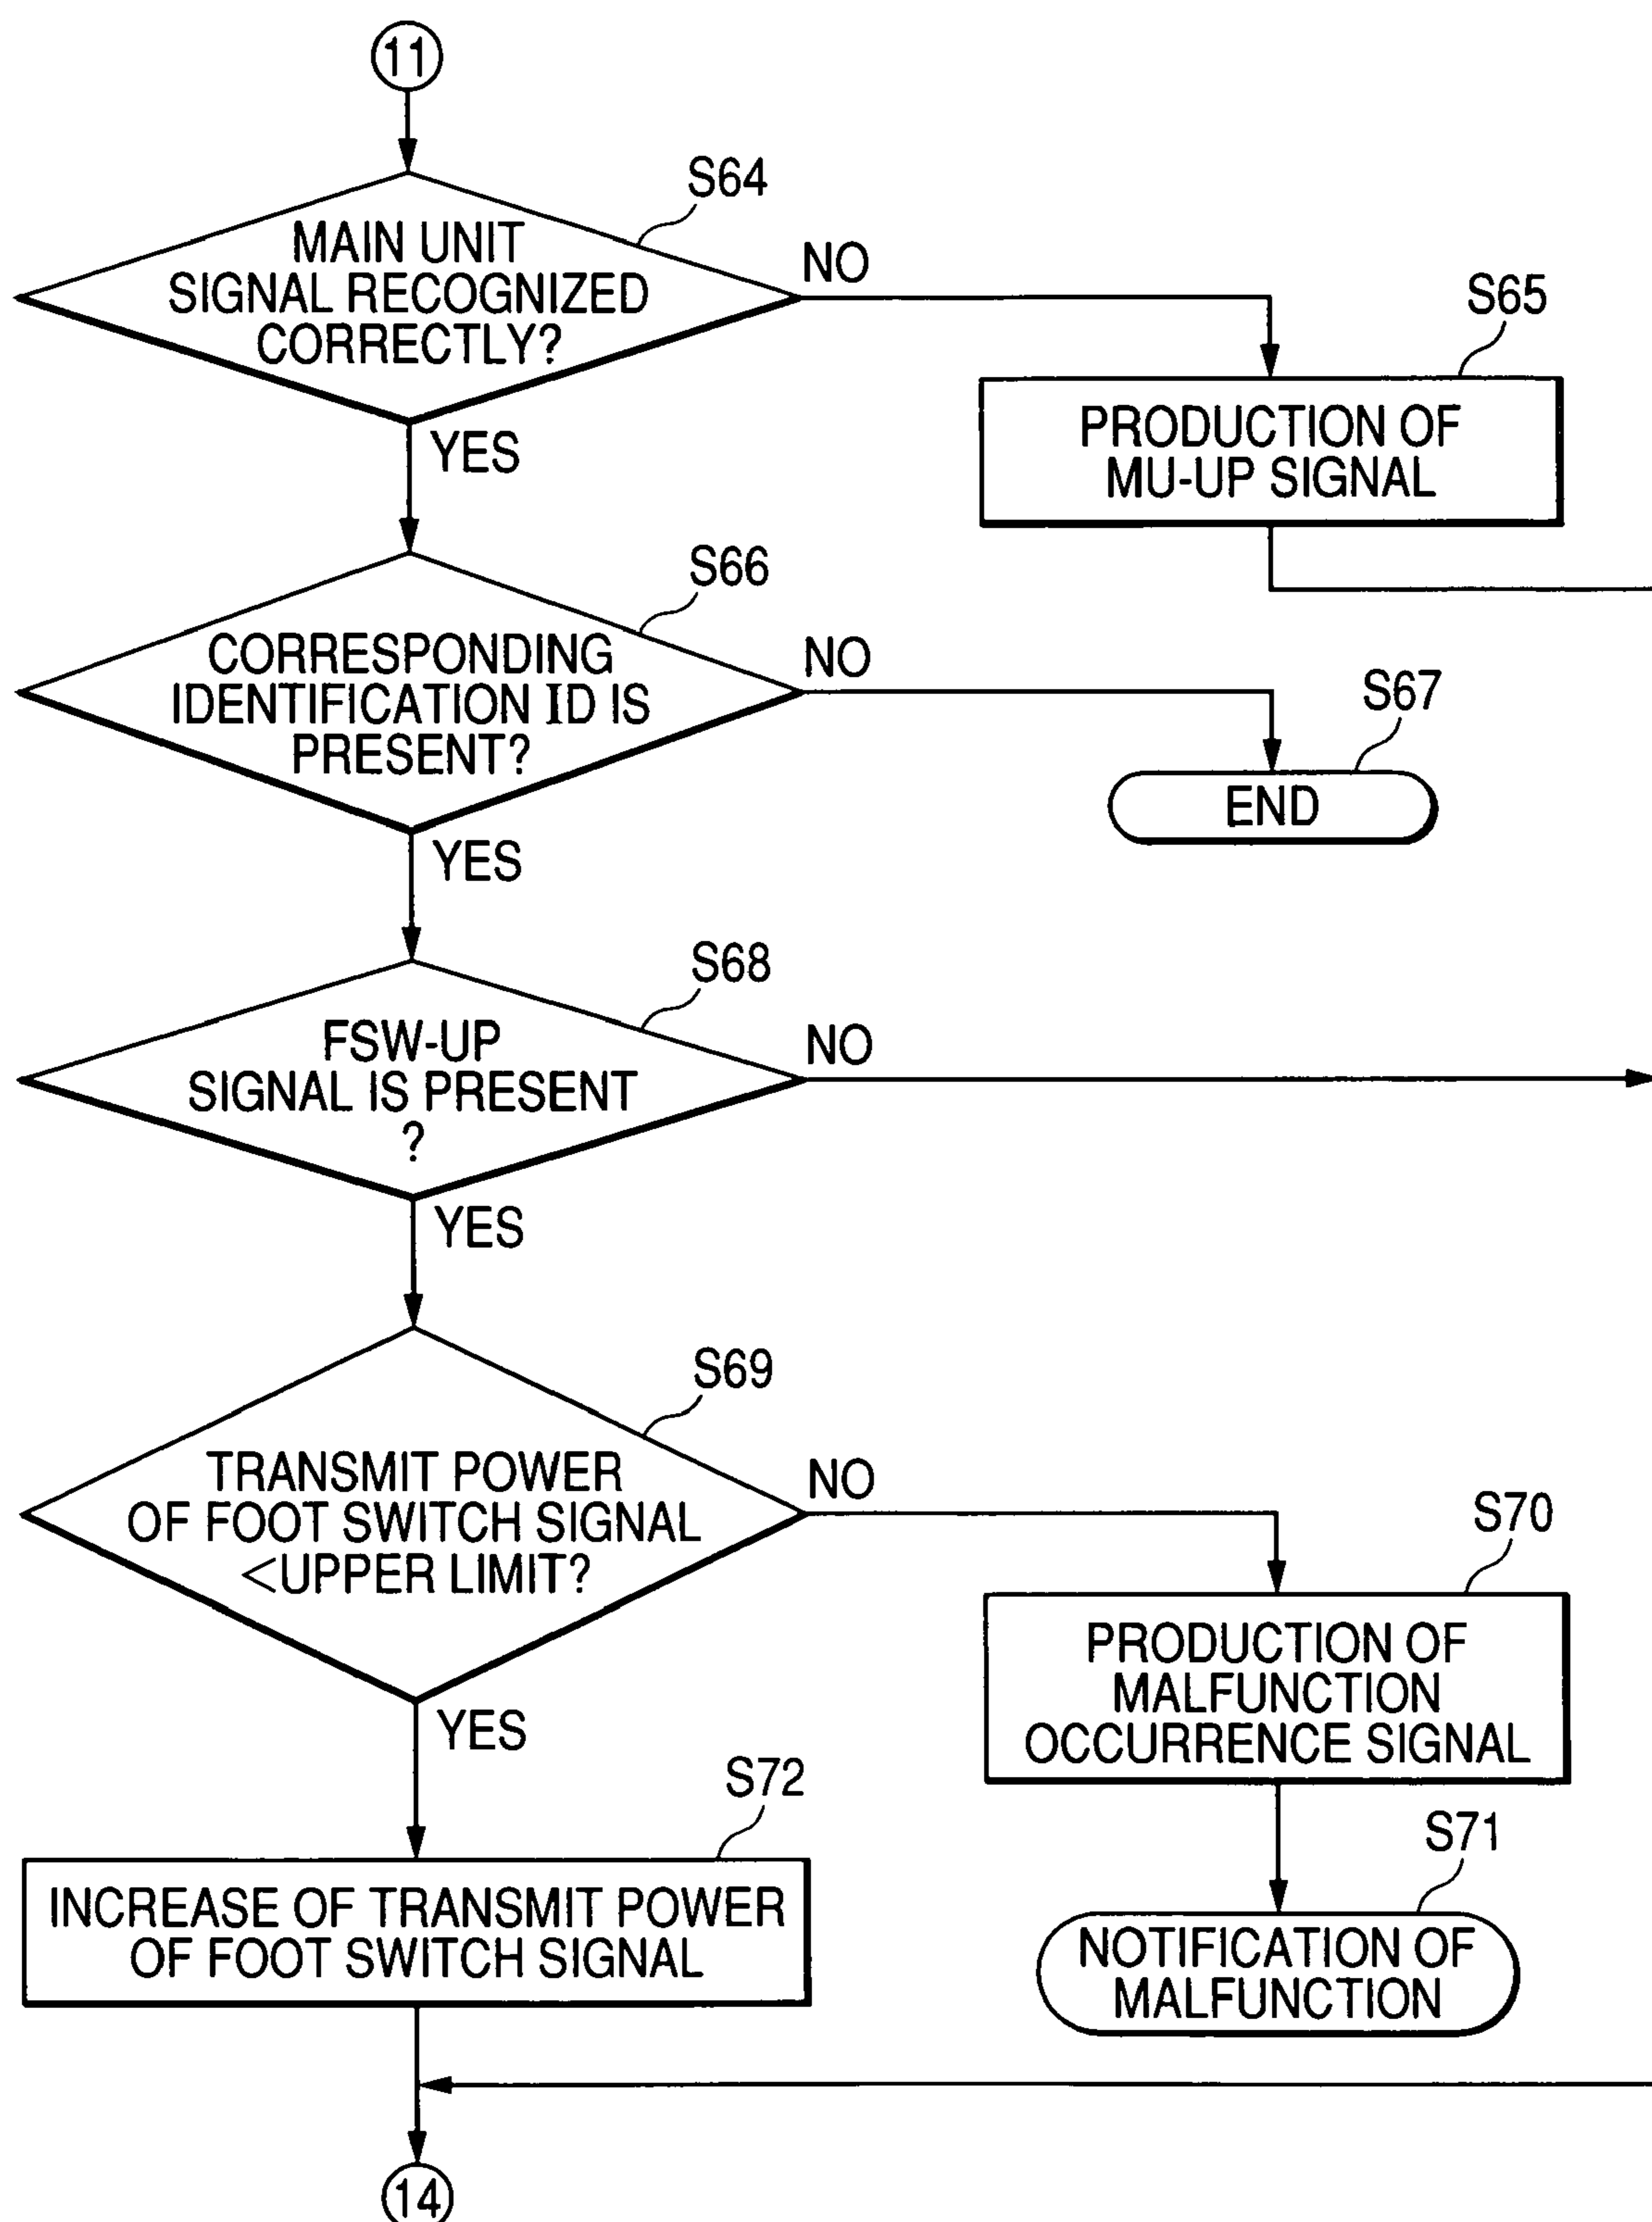 11
S64
MAIN UNIT
SIGNAL RECOGNIZED
CORRECTLY?
NO
YES
S65
PRODUCTION OF
MU-UP SIGNAL
S66
CORRESPONDING
IDENTIFICATION ID IS
PRESENT?
NO
YES
S67
END
S68
FSW-UP
SIGNAL IS PRESENT
?
NO
YES
S69
TRANSMIT POWER
OF FOOT SWITCH SIGNAL
<UPPER LIMIT?
NO
YES
S70
PRODUCTION OF
MALFUNCTION
OCCURRENCE SIGNAL
S71
NOTIFICATION OF
MALFUNCTION
S72
INCREASE OF TRANSMIT POWER
OF FOOT SWITCH SIGNAL
14